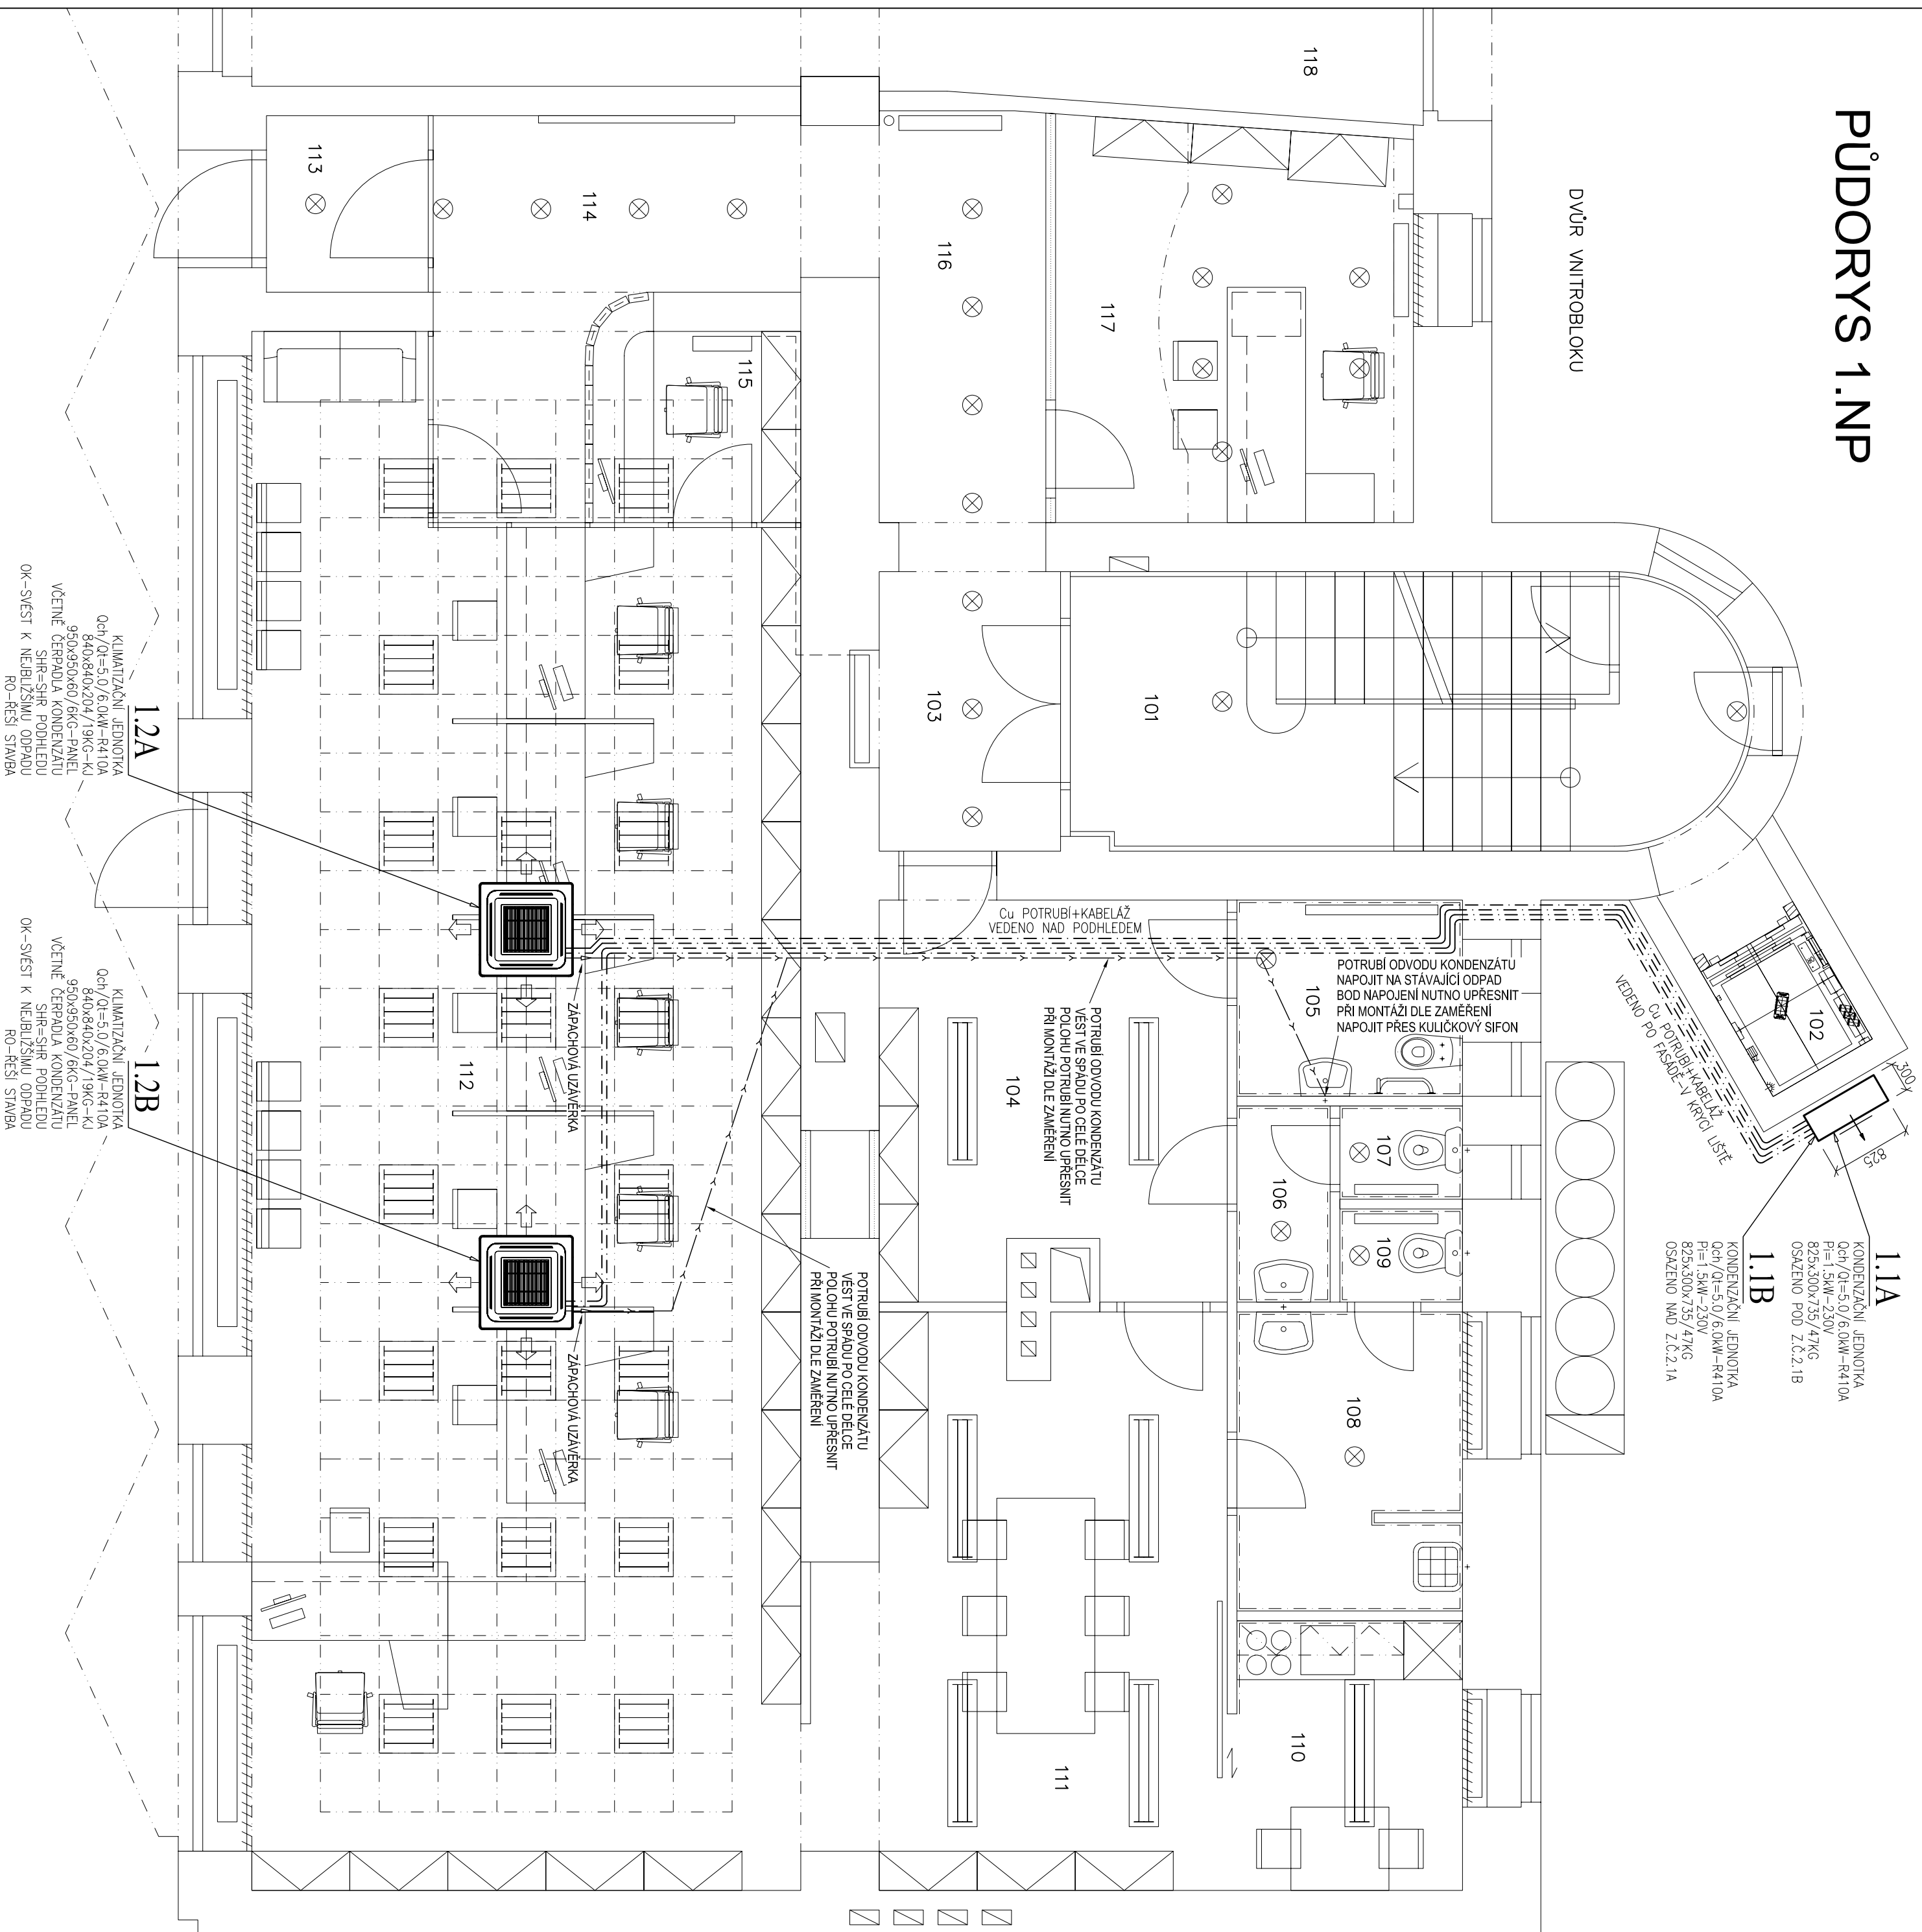 PŮDORYS 1.NP
DVŮR VNITROBLOKU
118
117
116
113
114
115
101
103
102
300
825
Cu POTRUBÍ+KABELÁŽ
VEDENO PO FASÁDĚ-V KRYCÍ LIŠTĚ
1.1A
KONDENZAČNÍ JEDNOTKA
Qch/Qt=5.0/6.0kW-R410A
Pi=1.5kW-230V
825x300x735/47KG
OSAZENO POD Z.Č.2.1B
1.1B
KONDENZAČNÍ JEDNOTKA
Qch/Qt=5.0/6.0kW-R410A
Pi=1.5kW-230V
825x300x735/47KG
OSAZENO NAD Z.Č.2.1A
Cu POTRUBÍ+KABELÁŽ
VEDENO NAD PODHLEDEM
POTRUBÍ ODVODU KONDENZÁTU
NAPOJIT NA STÁVAJÍCÍ ODPAD
BOD NAPOJENÍ NUTNO UPŘESNIT
PŘI MONTÁŽI DLE ZAMĚŘENÍ
NAPOJIT PŘES KULIČKOVÝ SIFON
105
107
106
109
108
104
POTRUBÍ ODVODU KONDENZÁTU
VÉST VE SPÁDU PO CELÉ DÉLCE
POLOHU POTRUBÍ NUTNO UPŘESNIT
PŘI MONTÁŽI DLE ZAMĚŘENÍ
110
111
112
ZÁPACHOVÁ UZÁVĚRKA
ZÁPACHOVÁ UZÁVĚRKA
POTRUBÍ ODVODU KONDENZÁTU
VÉST VE SPÁDU PO CELÉ DÉLCE
POLOHU POTRUBÍ NUTNO UPŘESNIT
PŘI MONTÁŽI DLE ZAMĚŘENÍ
1.2A
KLIMATIZAČNÍ JEDNOTKA
Qch/Qt=5.0/6.0kW-R410A
840x840x204/19KG-KJ
950x950x60/6KG-PANEL
VČETNĚ ČERPADLA KONDENZÁTU
SHR=SHR PODHLEDU
OK-SVÉST K NEJBLIŽŠÍMU ODPADU
RO-ŘEŠÍ STAVBA
1.2B
KLIMATIZAČNÍ JEDNOTKA
Qch/Qt=5.0/6.0kW-R410A
840x840x204/19KG-KJ
950x950x60/6KG-PANEL
VČETNĚ ČERPADLA KONDENZÁTU
SHR=SHR PODHLEDU
OK-SVÉST K NEJBLIŽŠÍMU ODPADU
RO-ŘEŠÍ STAVBA